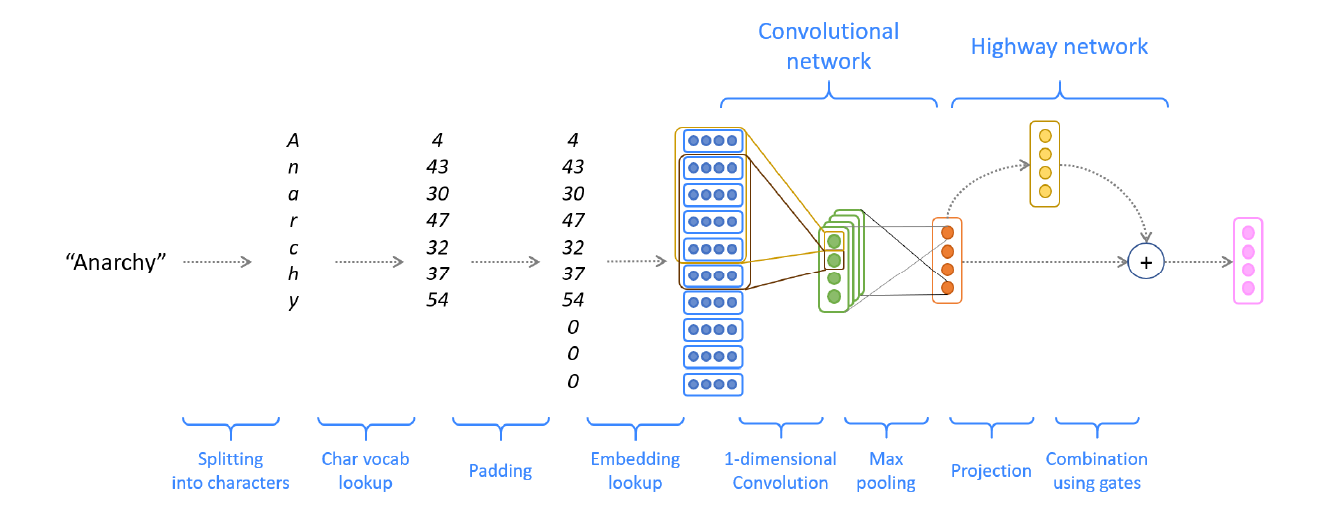 Convolutional
network
Highway network
“Anarchy”
A 4 4
n 43 43
a 30 30
r 47 47
c 32 32
h 37 37
y 54 54
0
0
0
+
Splitting
into characters
Char vocab
lookup
Padding
Embedding
lookup
1-dimensional
Convolution
Max
pooling
Projection
Combination
using gates